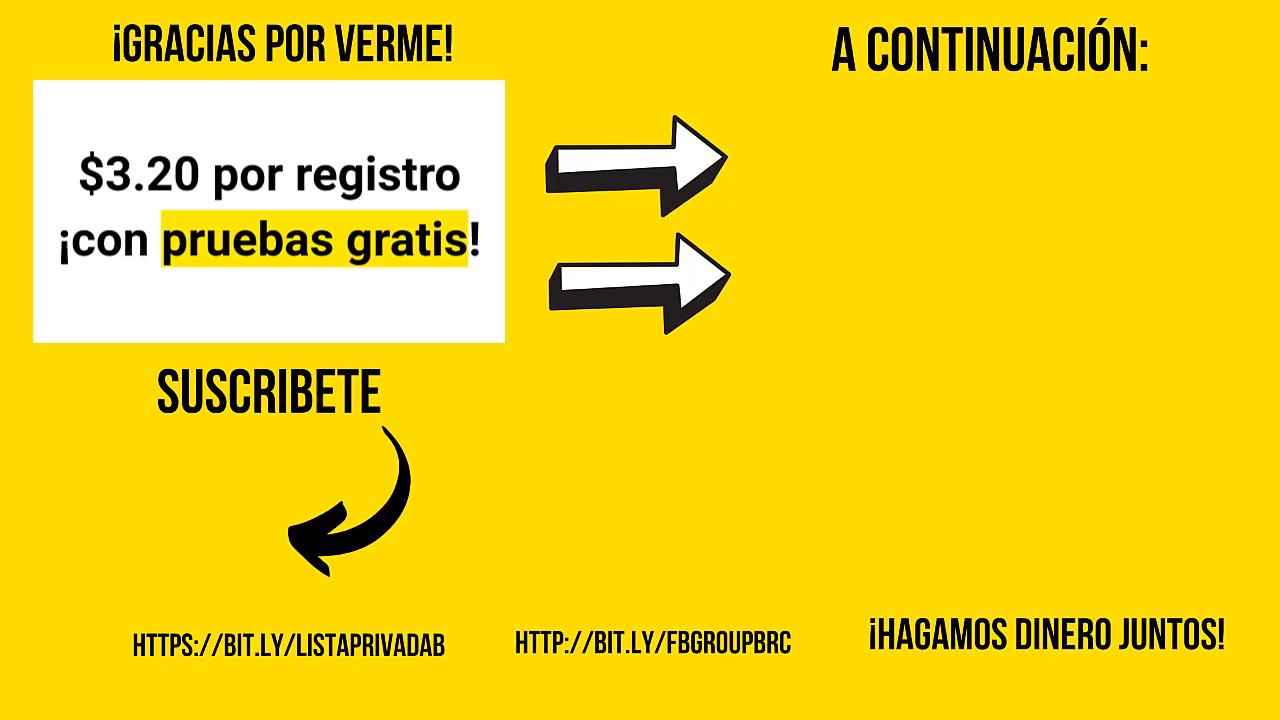 ¡GRACIAS POR VERME!
A CONTINUACIÓN:
$3.20 por registro
¡con pruebas gratis!
SUSCRIBETE
HTTPS://BIT.LY/LISTAPRIVADAB
HTTP://BIT.LY/FBGROUPBRC
¡HAGAMOS DINERO JUNTOS!